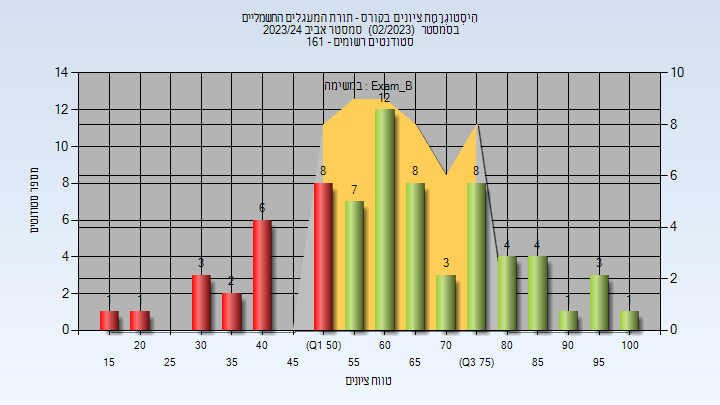 היסטוגרמת ציונים בקורס - תורת המעגלים החשמליים
בסמסטר (02/2023) סמסטר אביב 2023/24
סטודנטים רשומים - 161
במשימה : Exam_B
14 12 10 8 6 4 2 0
10 8 6 4 2 0
מספר סטודנטים
1 1 3 2 6 8 7 12 8 3 8 4 4 1 3 1
20 30 40 (Q1 50) 60 70 80 90 100
15 25 35 45 55 65 (Q3 75) 85 95
טווח ציונים